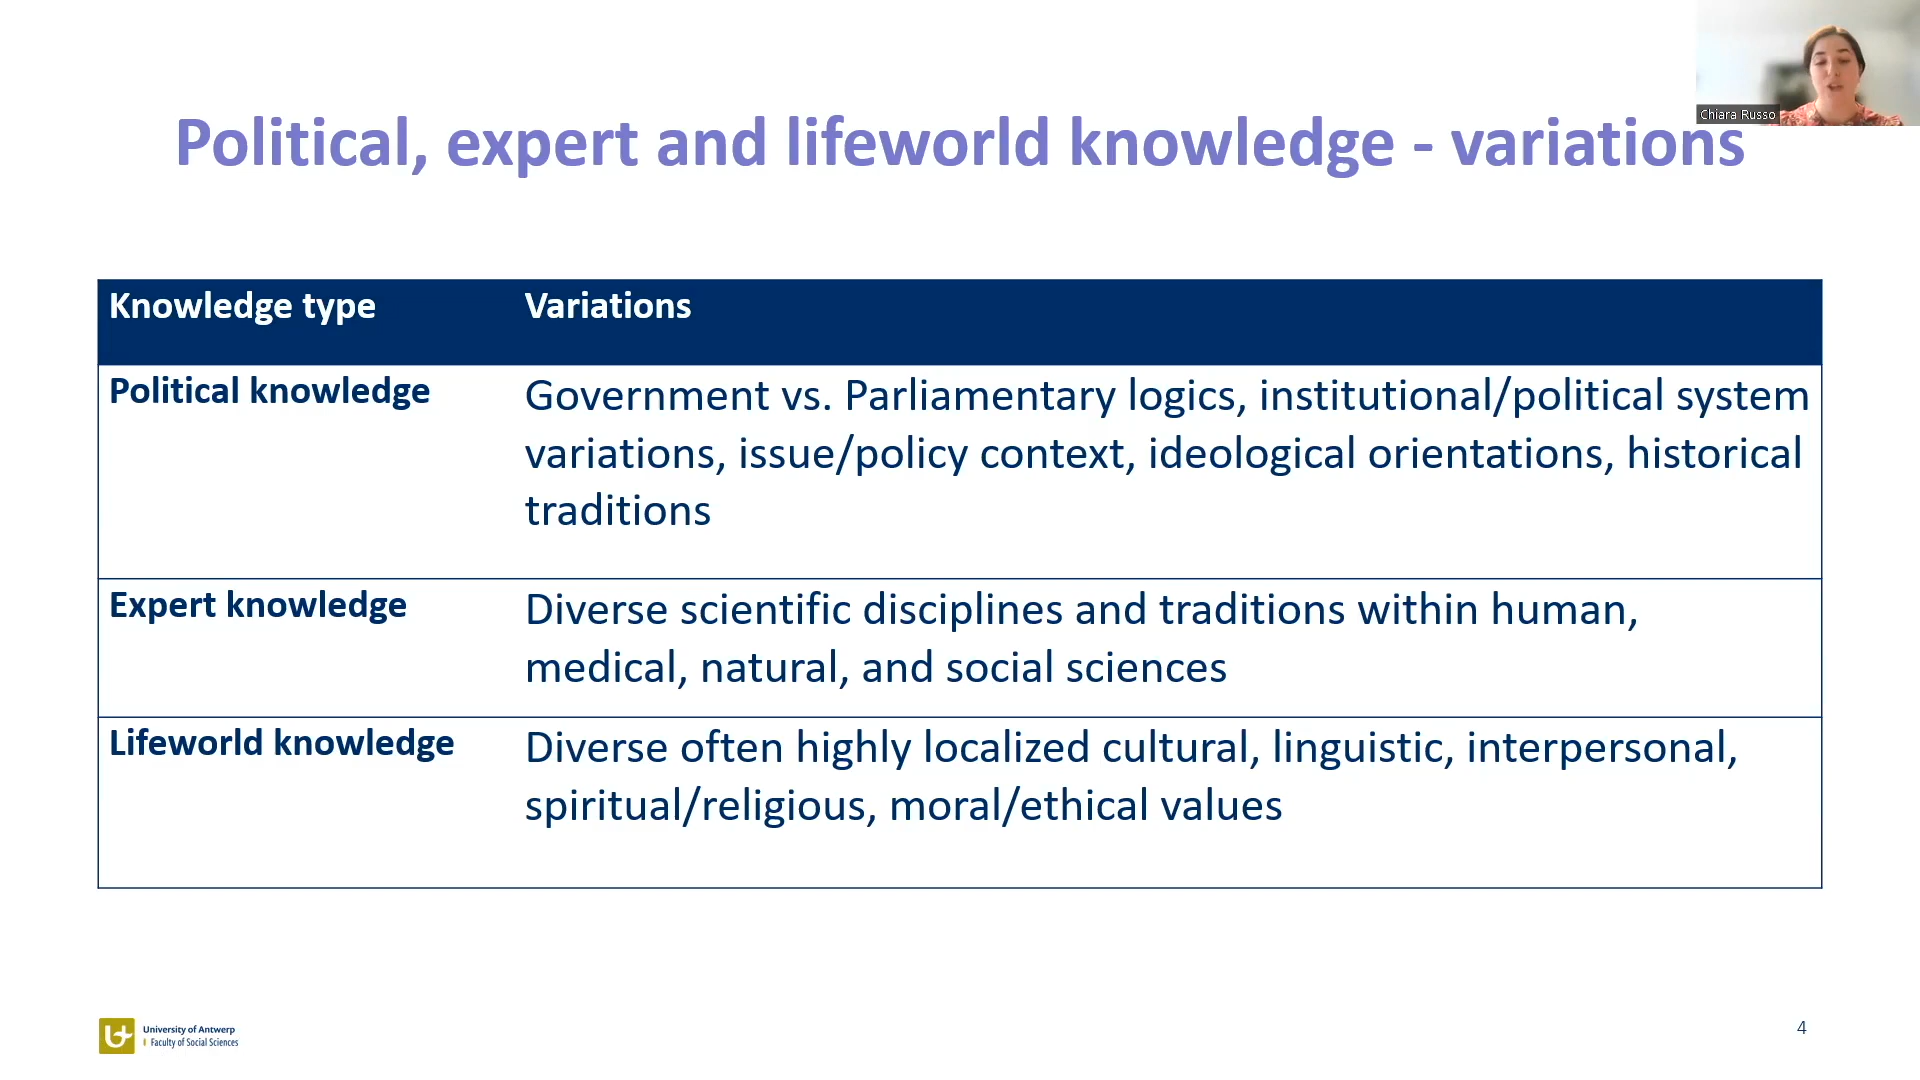 Chiara Russo
Political, expert and lifeworld knowledge - variations
Knowledge type
Variations
Political knowledge
Government vs. Parliamentary logics, institutional/political system
variations, issue/policy context, ideological orientations, historical
traditions
Expert knowledge
Diverse scientific disciplines and traditions within human,
medical, natural, and social sciences
Lifeworld knowledge
Diverse often highly localized cultural, linguistic, interpersonal,
spiritual/religious, moral/ethical values
University of Antwerp
Faculty of Social Sciences
4